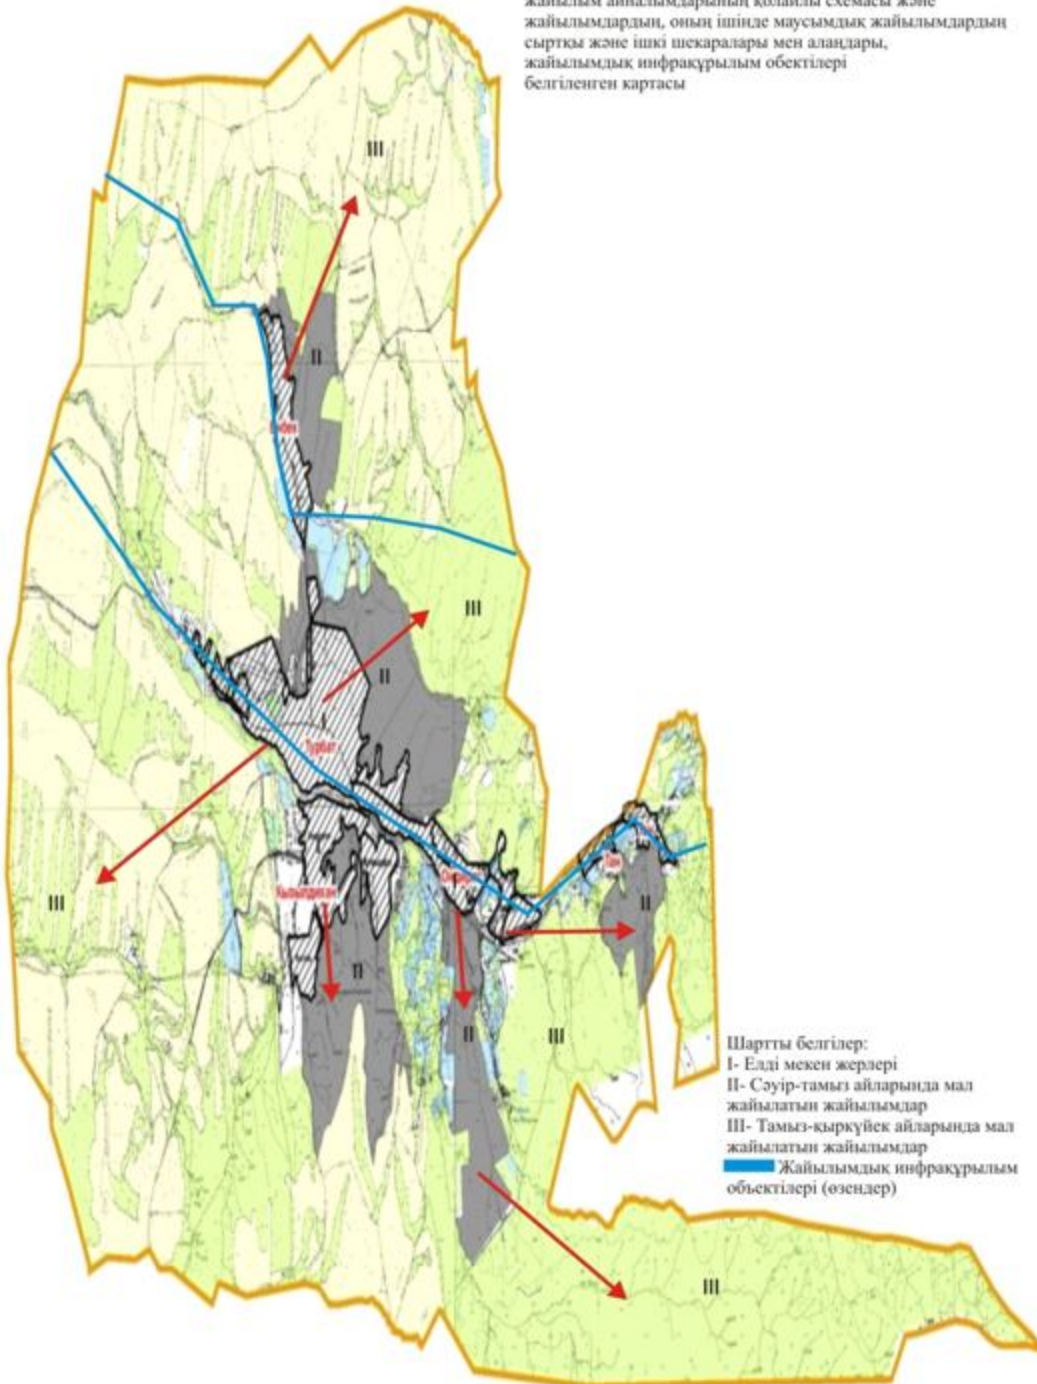 жайылым айналымдарының қолайлы схемасы және
жайылымдардың, оның ішінде маусымдық жайылымдардың
сыртқы және ішкі шекаралары мен алаңдары,
жайылымдық инфрақұрылым обектілері
белгіленген картасы
III
II
III
II
I
Турбат
Кызылдихан
III
II
II
III
II
III
Шартты белгілер:
I- Елді мекен жерлері
II- Сәуір-тамыз айларында мал
жайылатын жайылымдар
III- Тамыз-қыркүйек айларында мал
жайылатын жайылымдар
Жайылымдық инфрақұрылым
объектілері (өзендер)